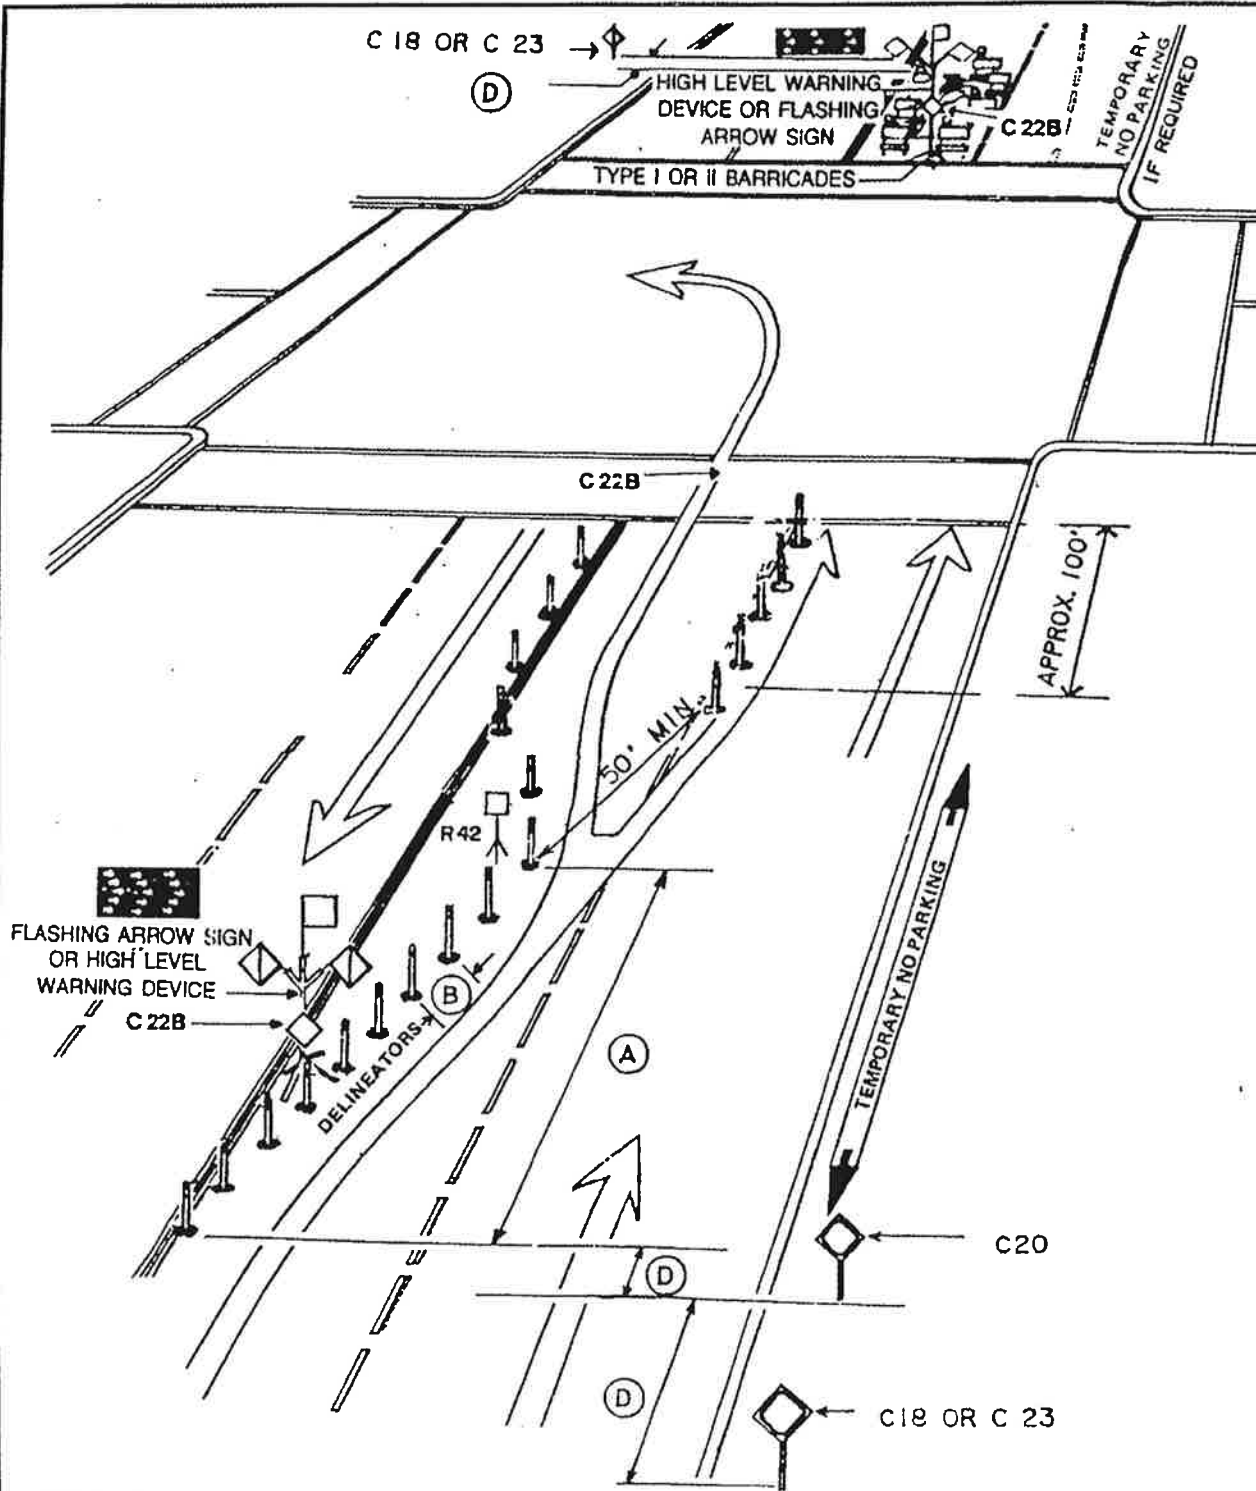 C 18 OR C 23
D
HIGH LEVEL WARNING
DEVICE OR FLASHING
ARROW SIGN
C 22B
TEMPORARY
NO PARKING
IF REQUIRED
TYPE I OR II BARRICADES
C 22B
APPROX. 100'
50' MIN.
R 42
FLASHING ARROW SIGN
OR HIGH LEVEL
WARNING DEVICE
C 22B
DELINEATORS
B
A
TEMPORARY NO PARKING
C20
D
D
C18 OR C 23